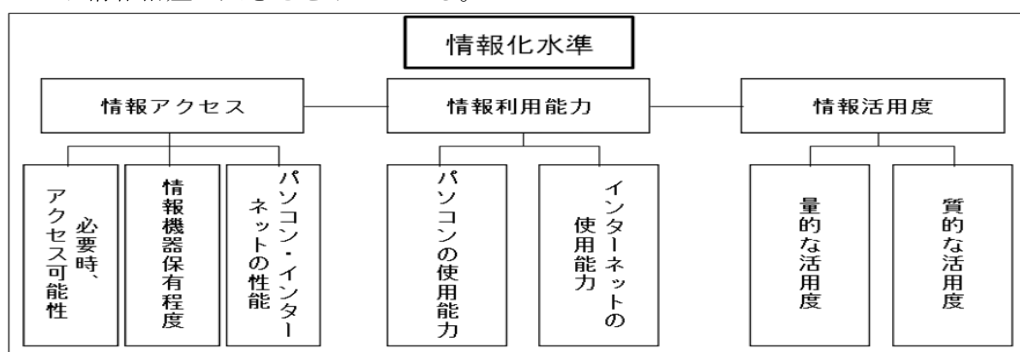 情報化水準
情報アクセス
情報利用能力
情報活用度
必要時、
アクセス可能性
情報機器保有程度
パソコン・インター
ネットの性能
パソコンの使用能力
インターネットの
使用能力
量的な活用度
質的な活用度